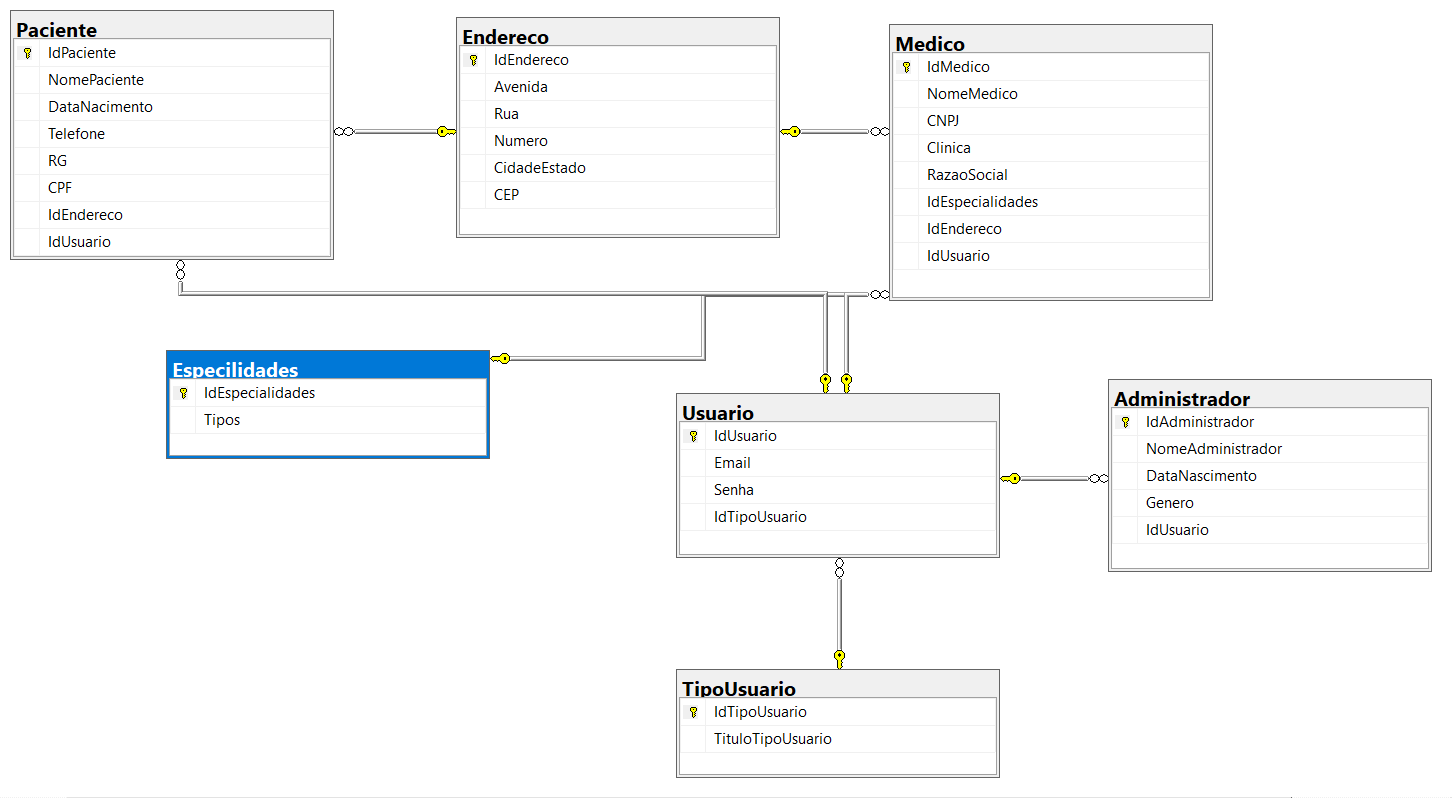 Paciente
IdPaciente
NomePaciente
DataNacimento
Telefone
RG
CPF
IdEndereco
IdUsuario
Endereco
IdEndereco
Avenida
Rua
Numero
CidadeEstado
CEP
Medico
IdMedico
NomeMedico
CNPJ
Clinica
RazaoSocial
IdEspecialidades
IdEndereco
IdUsuario
Especilidades
IdEspecialidades
Tipos
Usuario
IdUsuario
Email
Senha
IdTipoUsuario
Administrador
IdAdministrador
NomeAdministrador
DataNascimento
Genero
IdUsuario
TipoUsuario
IdTipoUsuario
TituloTipoUsuario